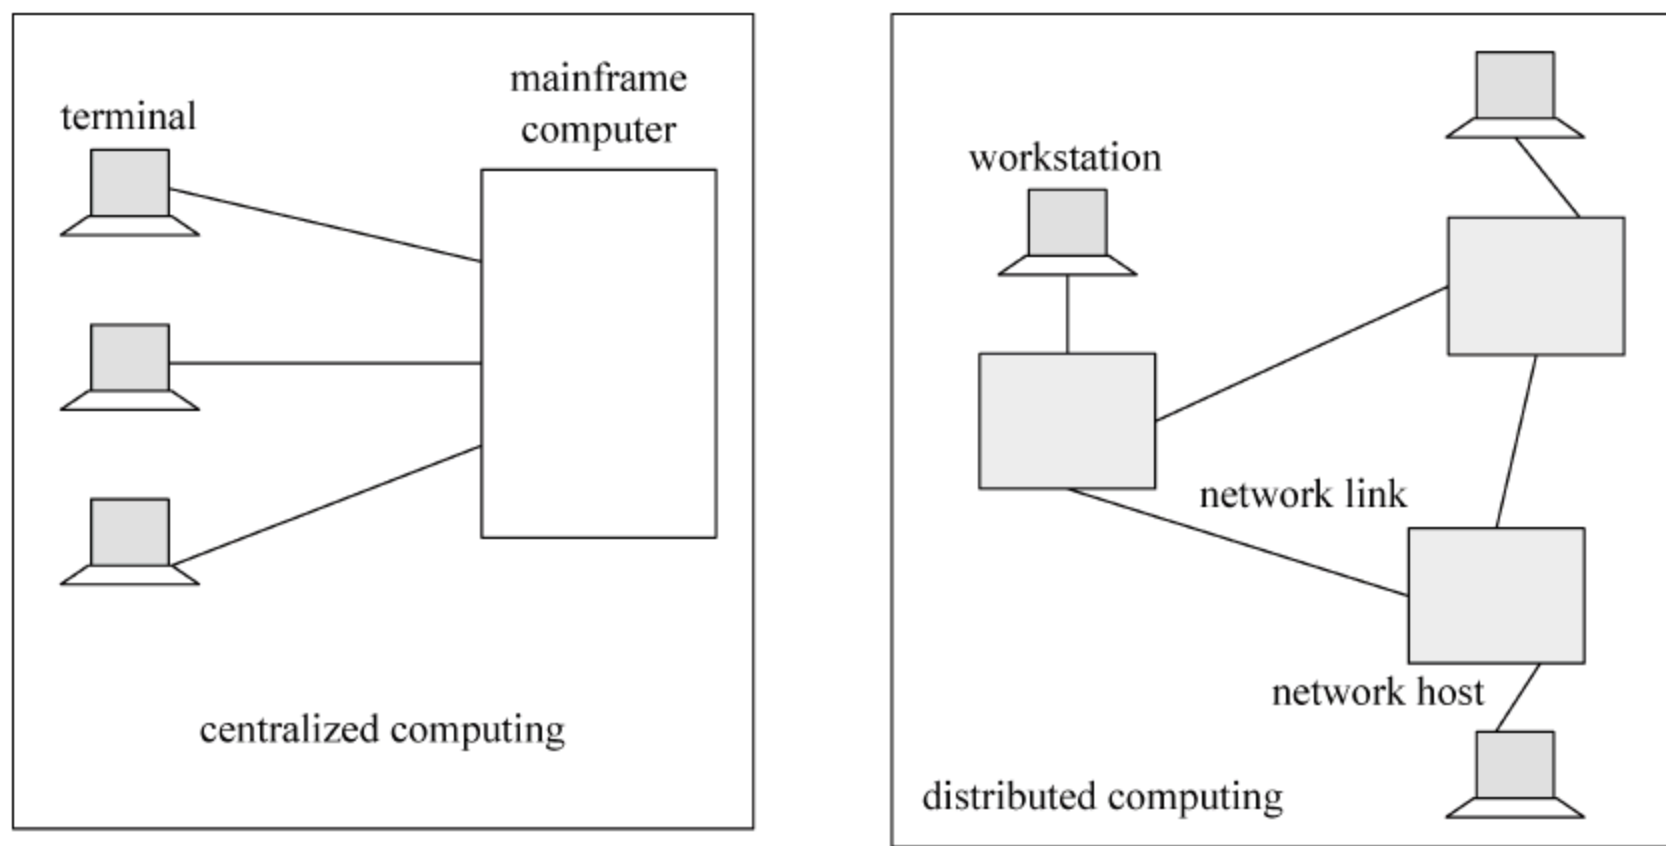 terminal
mainframe
computer
centralized computing
workstation
network link
network host
distributed computing